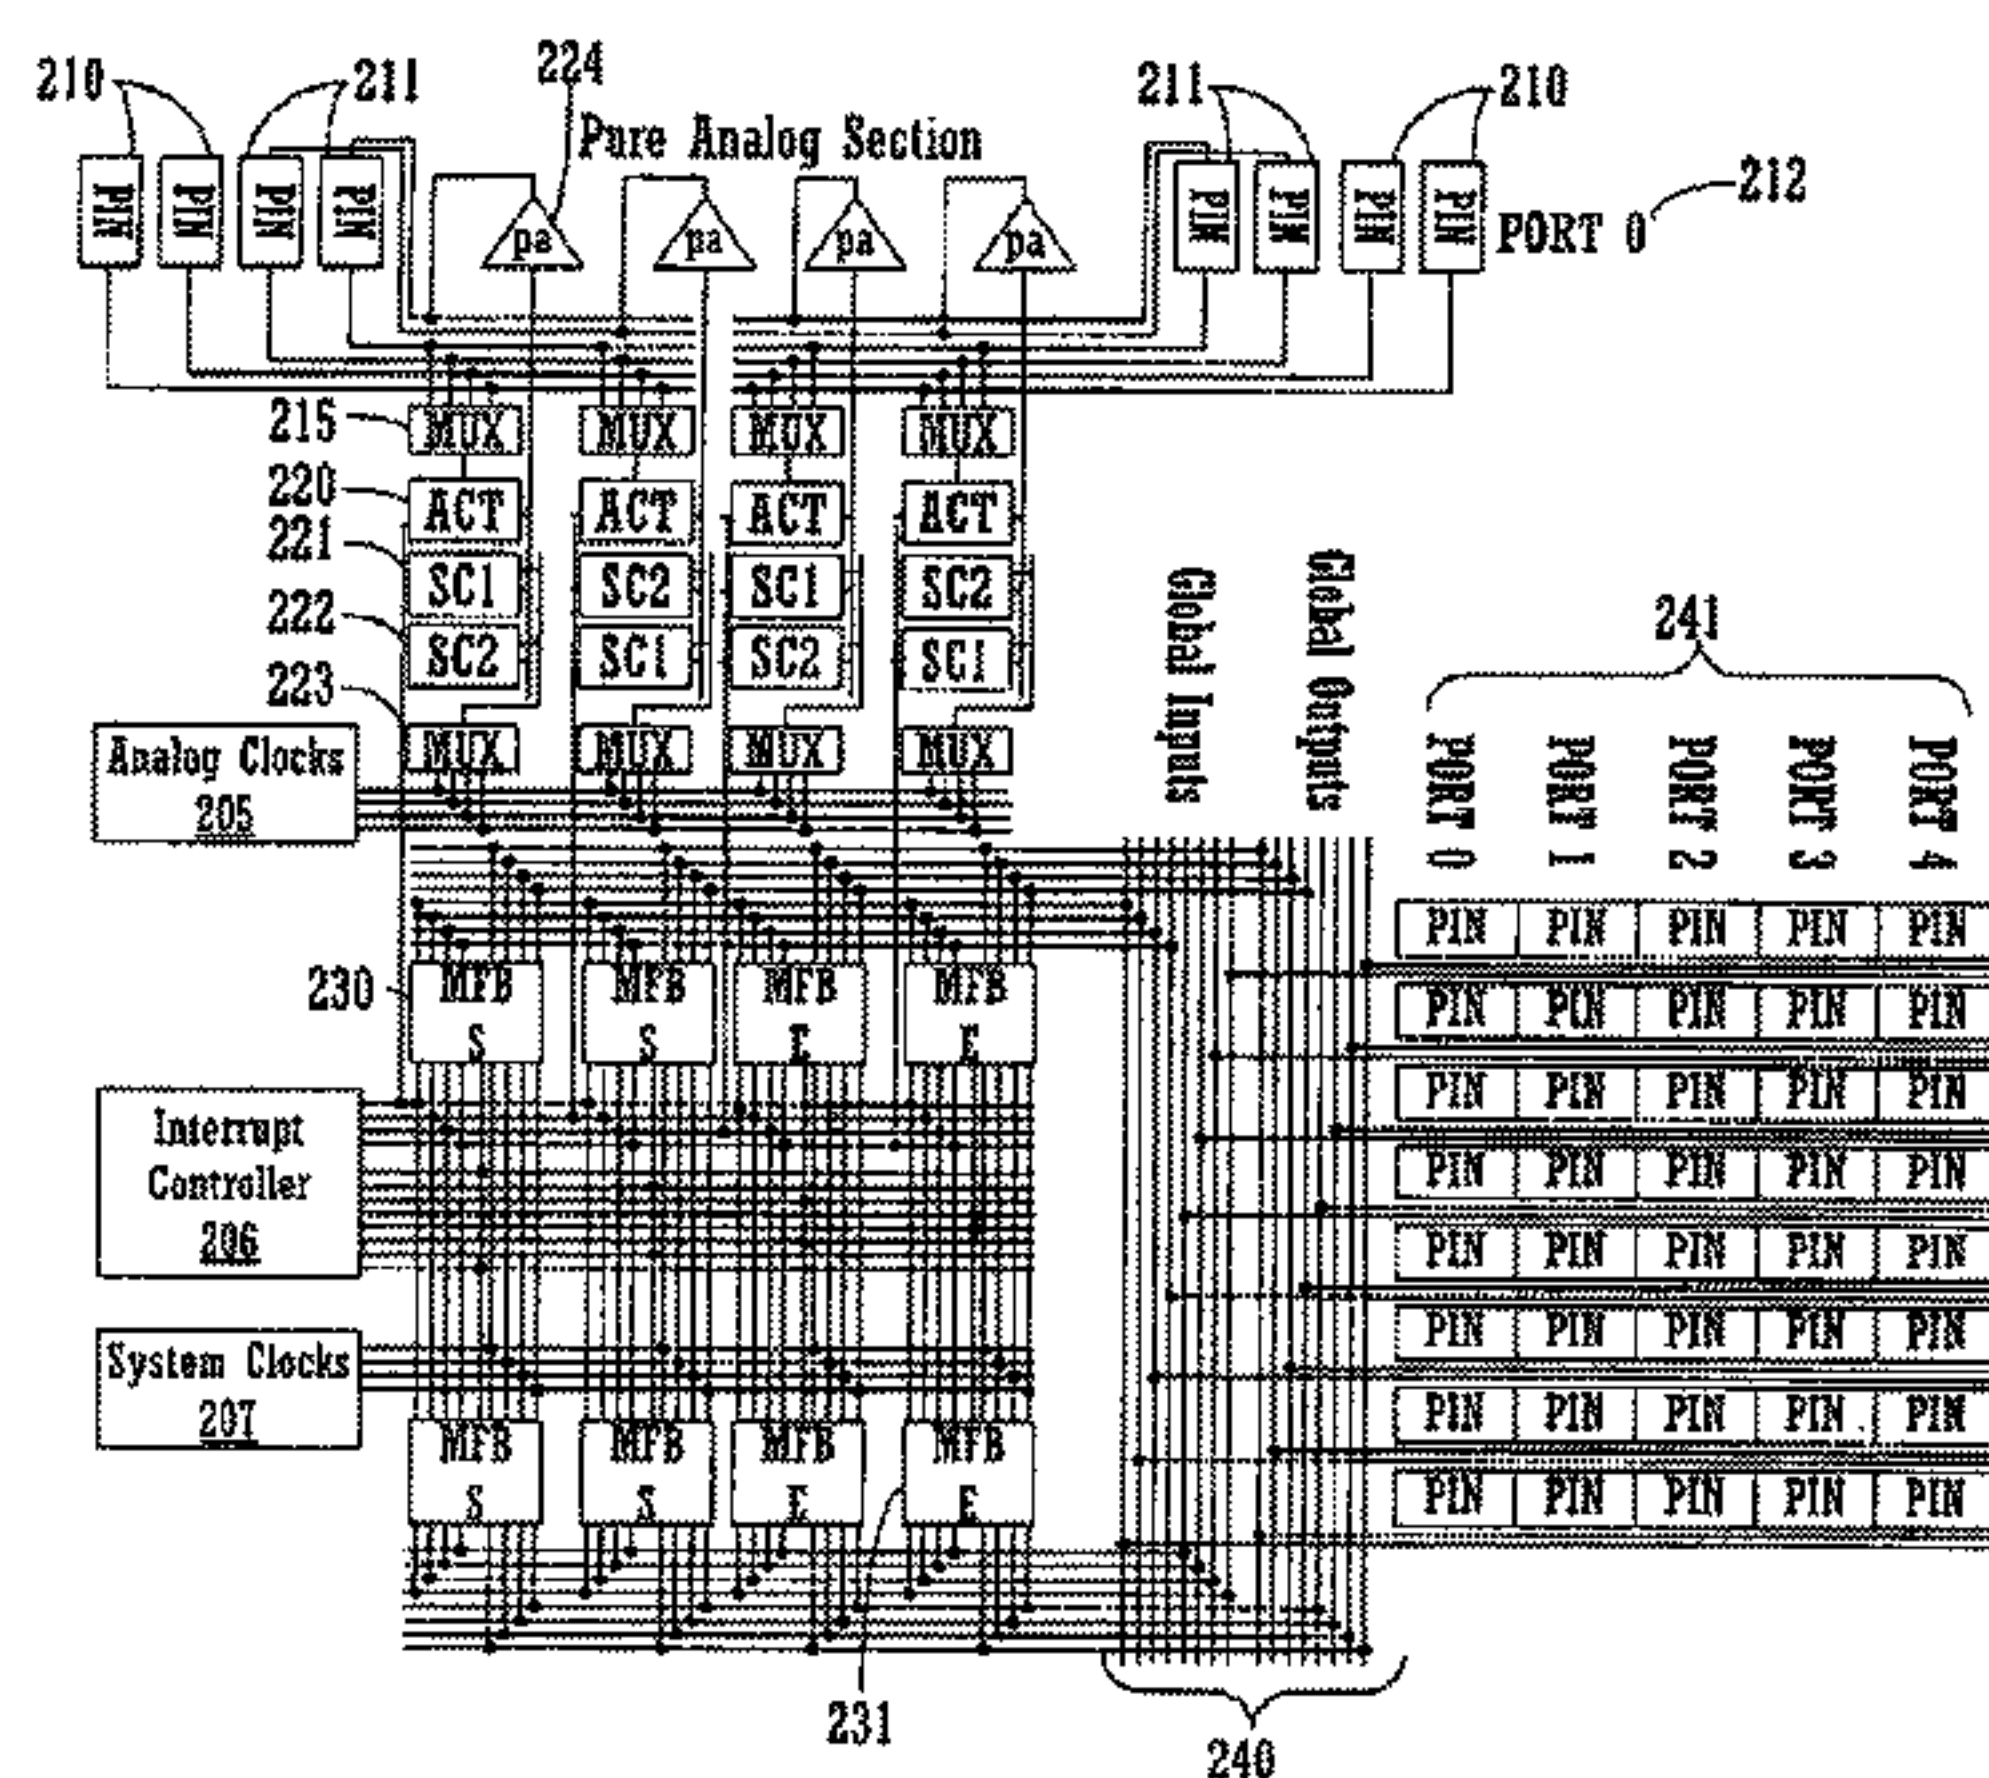 224
210 211 211 210
Pure Analog Section
212
PIN PIN PIN PIN PIN PIN PIN PIN
PORT 0
pa pa pa pa
215 MUX MUX MUX MUX
220 ACT ACT ACT ACT
221 SC1 SC2 SC1 SC2
222 SC2 SC1 SC2 SC1
223
MUX MUX MUX MUX
Analog Clocks
205
Global Inputs
Global Outputs
241
PORT 0 PORT 1 PORT 2 PORT 3 PORT 4
PIN PIN PIN PIN PIN
230
MFB MFB MFB MFB
S S E E
PIN PIN PIN PIN PIN
PIN PIN PIN PIN PIN
Interrupt
Controller
206
PIN PIN PIN PIN PIN
PIN PIN PIN PIN PIN
System Clocks
207
PIN PIN PIN PIN PIN
PIN PIN PIN PIN PIN
MFB MFB MFB MFB
S S E E
PIN PIN PIN PIN PIN
231
240